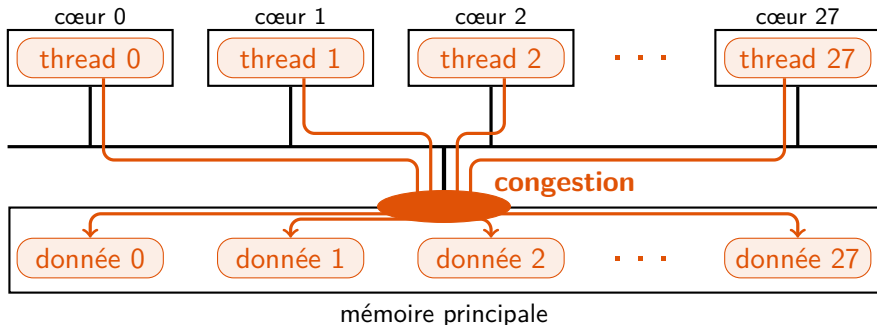 cœur 0 cœur 1 cœur 2 cœur 27
thread 0 thread 1 thread 2 . . . thread 27
congestion
donnée 0 donnée 1 donnée 2 . . . donnée 27
mémoire principale